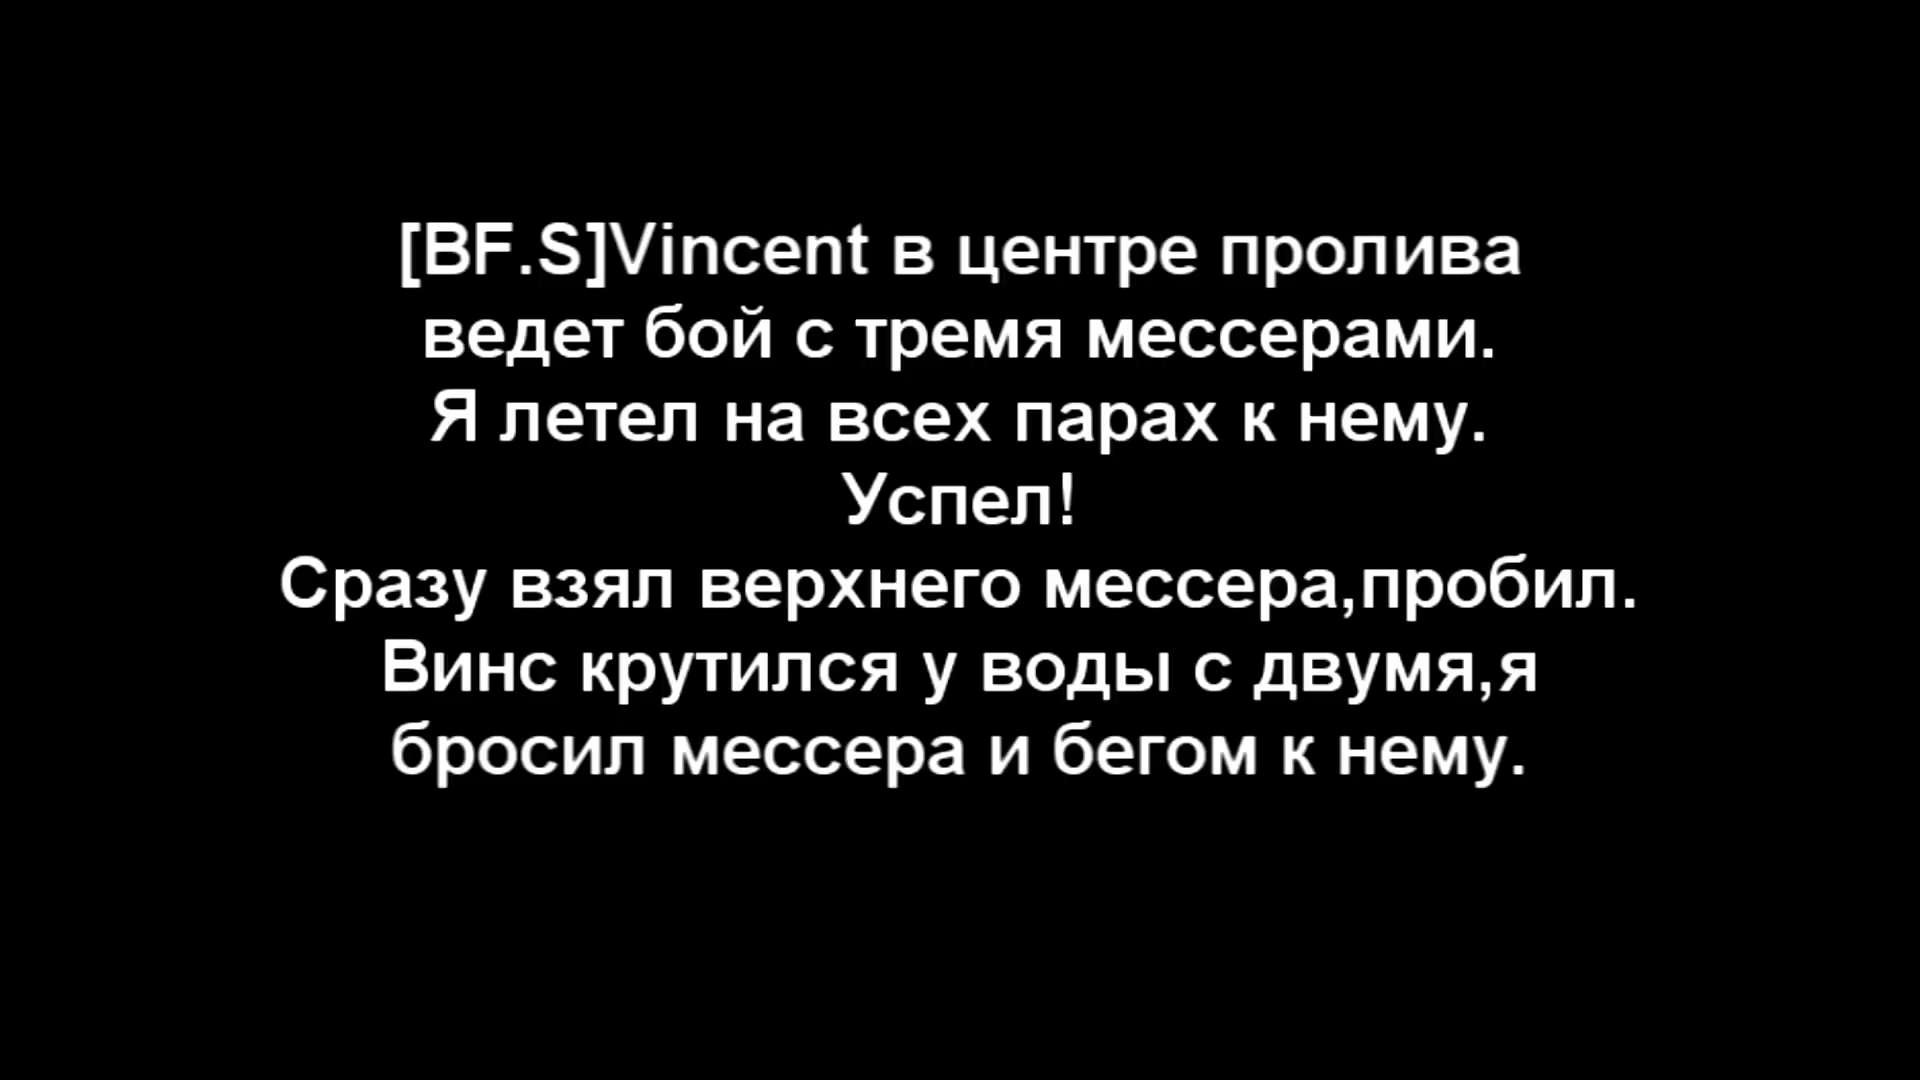 [BF.S]Vincent в центре пролива
ведет бой с тремя мессерами.
Я летел на всех парах к нему.
Успел!
Сразу взял верхнего мессера,пробил.
Винс крутился у воды с двумя,я
бросил мессера и бегом к нему.